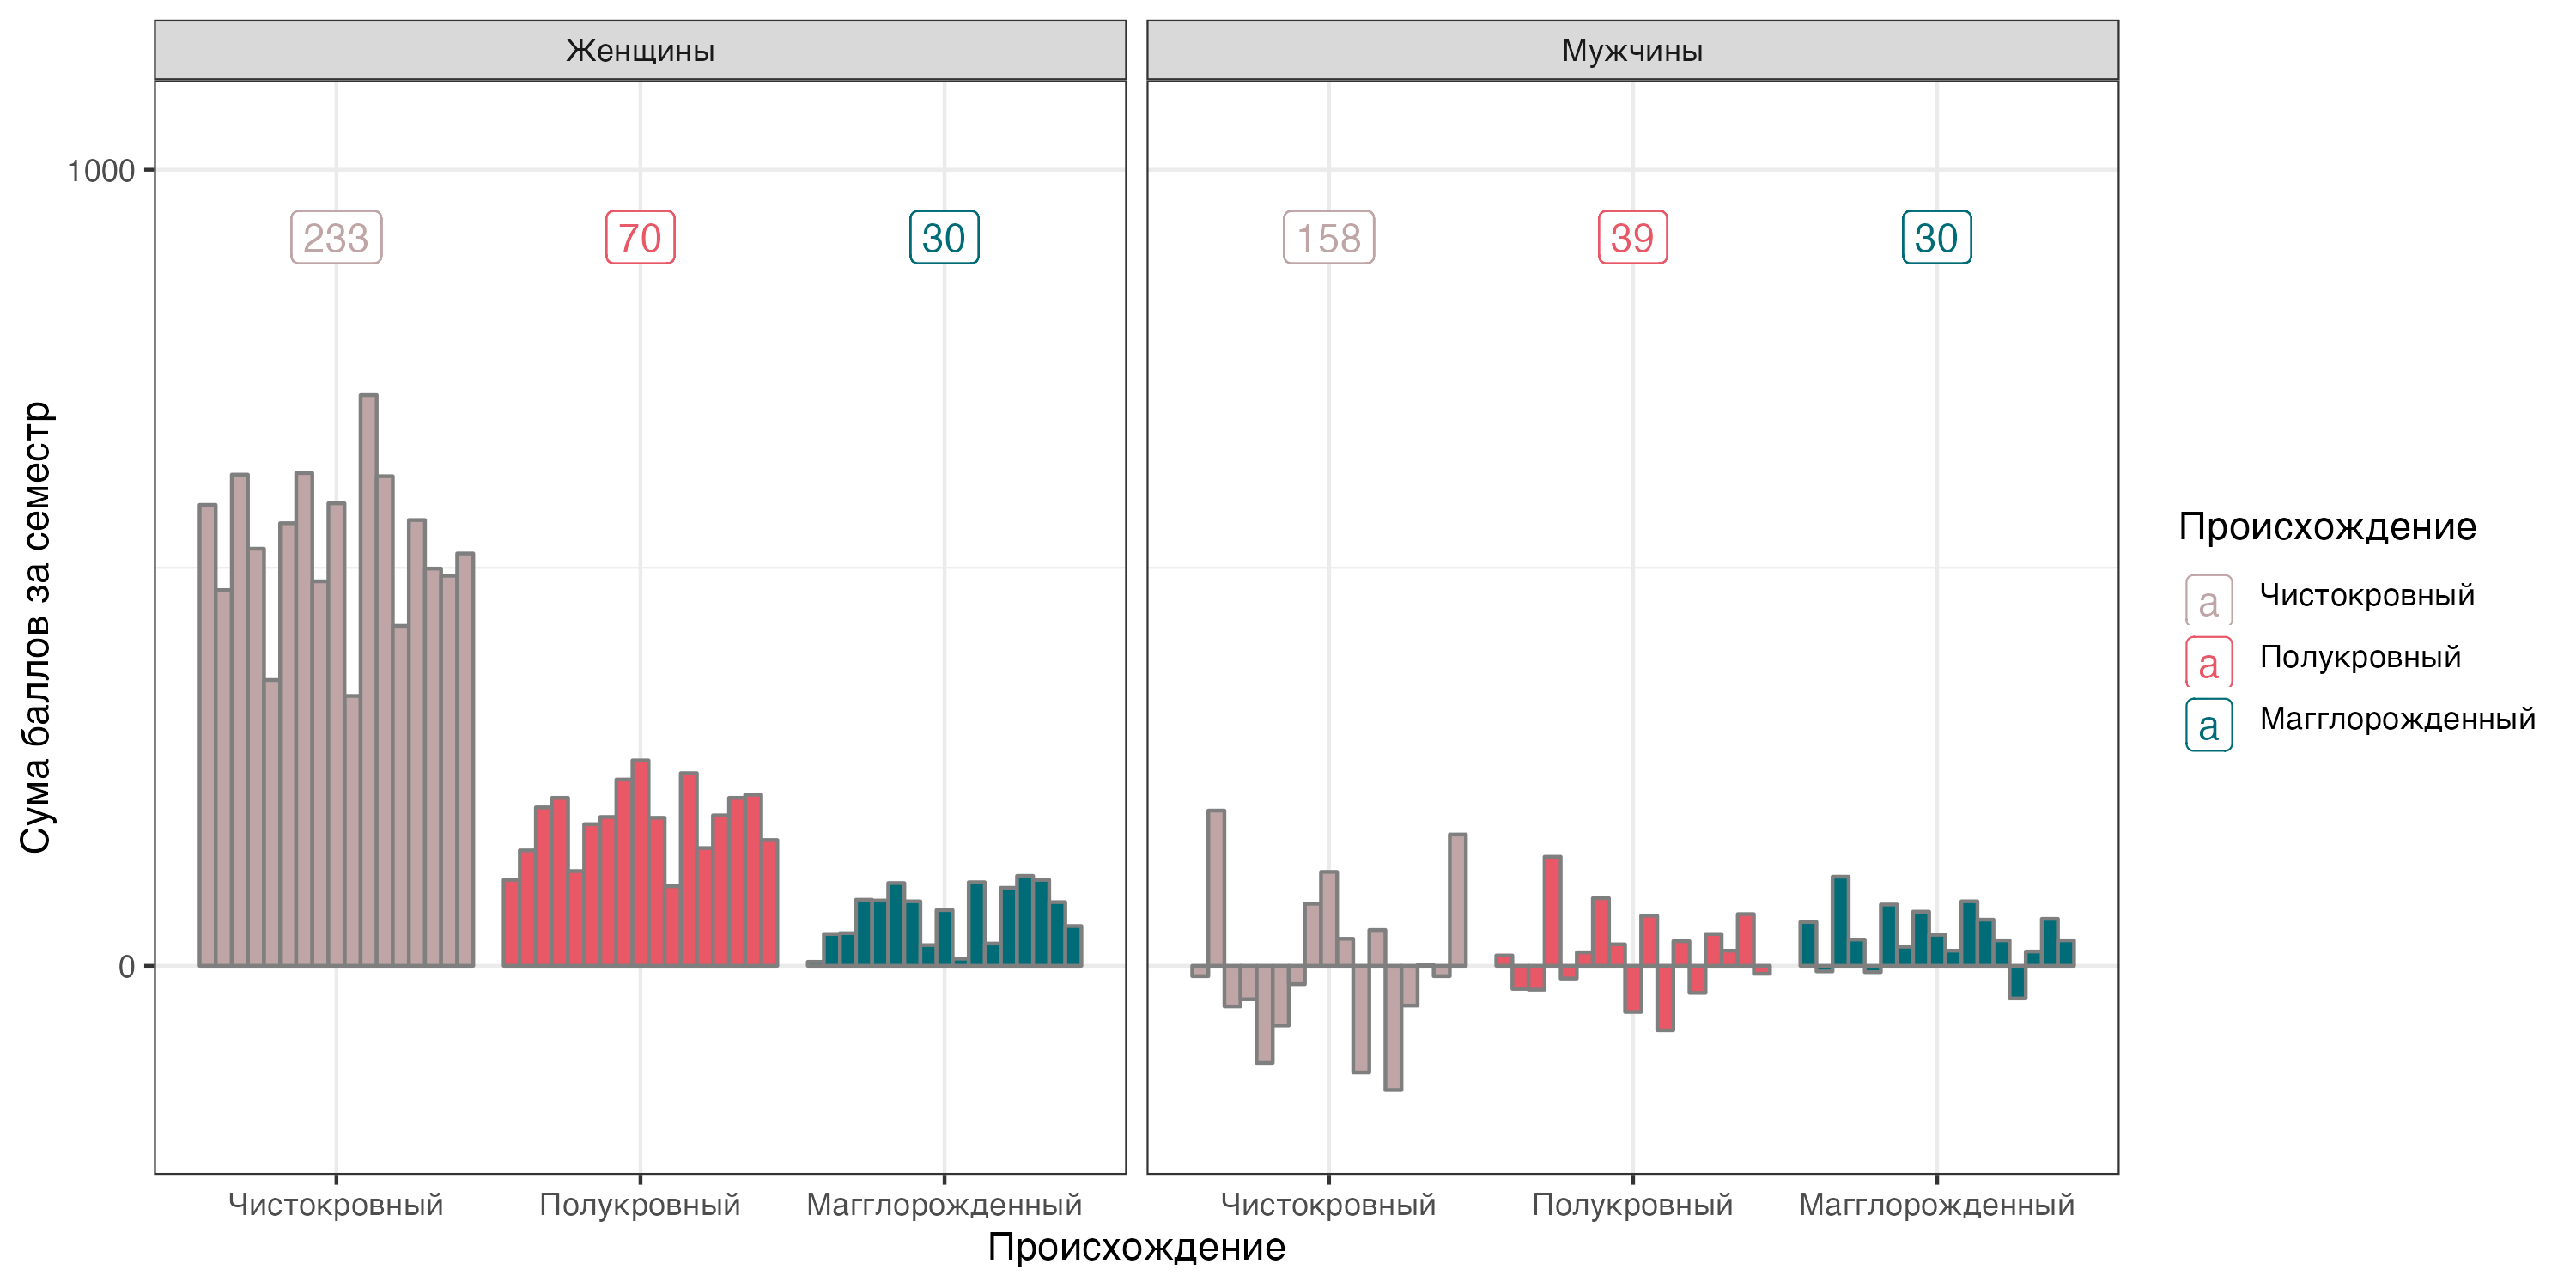 Женщины
Мужчины
1000
0
Сума баллов за семестр
233
70
30
158
39
30
Чистокровный
Полукровный
Магглорожденный
Чистокровный
Полукровный
Магглорожденный
Происхождение
Происхождение
a Чистокровный
a Полукровный
a Магглорожденный